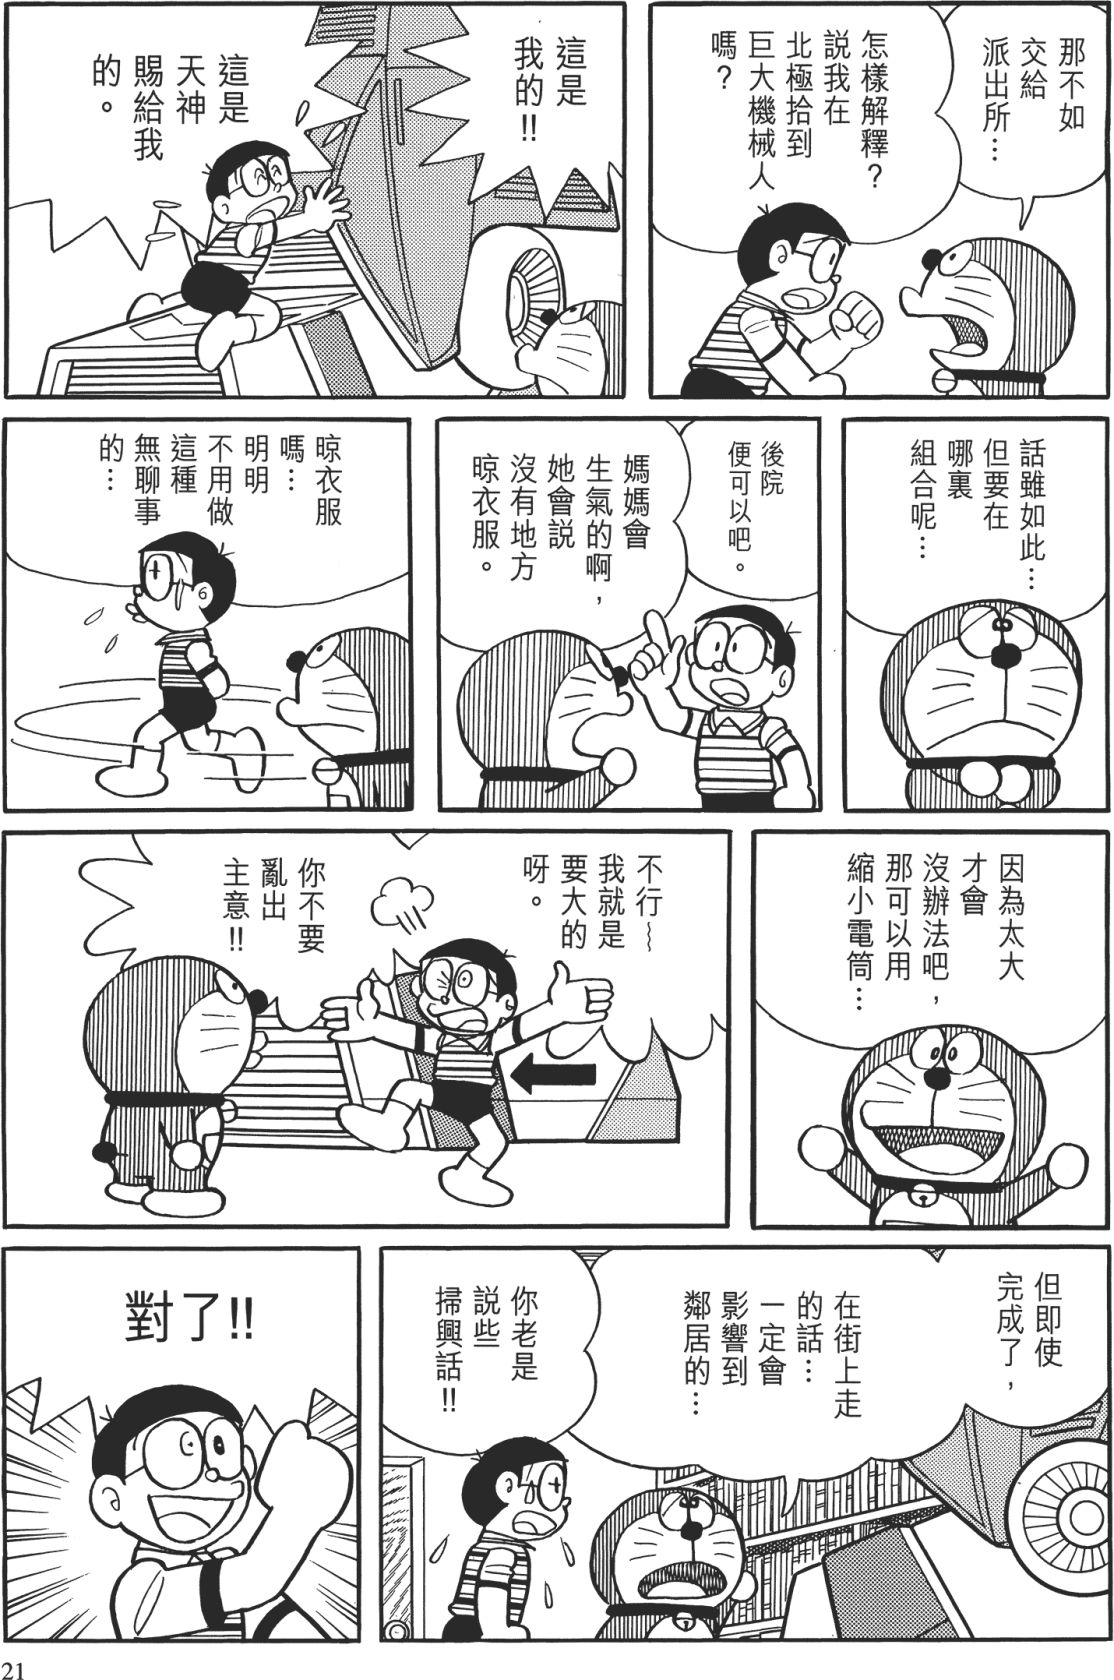 那不如
交給
派出所…
怎樣解釋？
説我在
北極拾到
巨大機械人
嗎？
這是
我的!!
這是
天神
賜給我
的。
話雖如此…
但要在
哪裏
組合呢…
後院
便可以吧。
媽媽會
生氣的啊，
她會説
沒有地方
晾衣服。
晾衣服
嗎…
明明
不用做
這種
無聊事
的…
因為太大
才會
沒辦法吧，
那可以用
縮小電筒…
不行~
我就是
要大的
呀。
你不要
亂出
主意!!
但即使
完成了，
在街上走
的話…
一定會
影響到
鄰居的…
你老是
説些
掃興話!!
對了!!
21